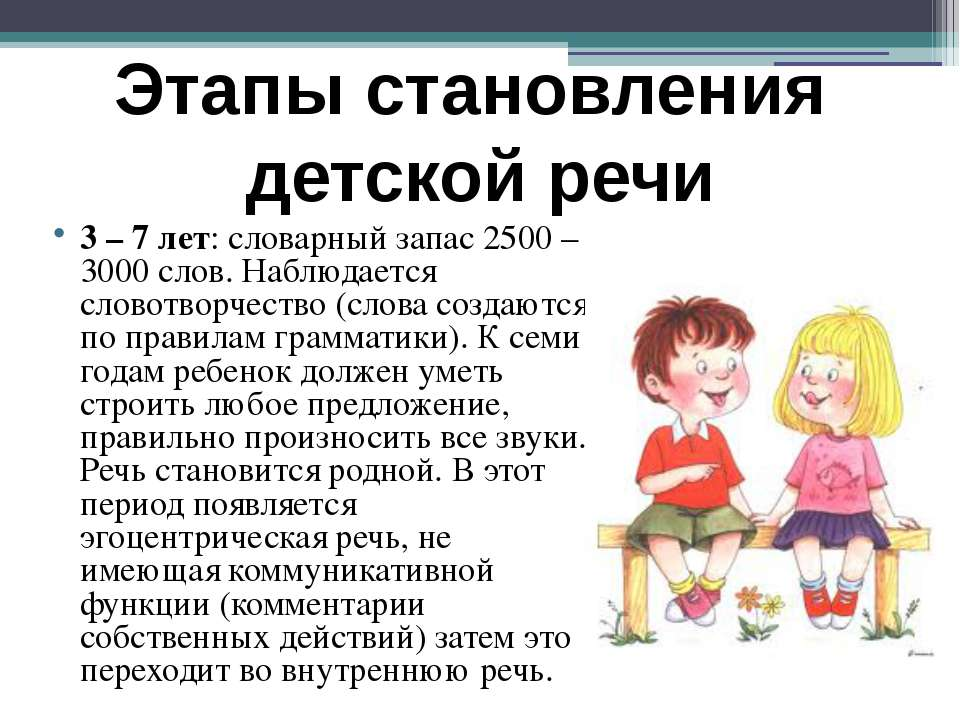 Этапы становления
детской речи
• 3 – 7 лет: словарный запас 2500 –
3000 слов. Наблюдается
словотворчество (слова создаются
по правилам грамматики). К семи
годам ребенок должен уметь
строить любое предложение,
правильно произносить все звуки.
Речь становится родной. В этот
период появляется
эгоцентрическая речь, не
имеющая коммуникативной
функции (комментарии
собственных действий) затем это
переходит во внутреннюю речь.